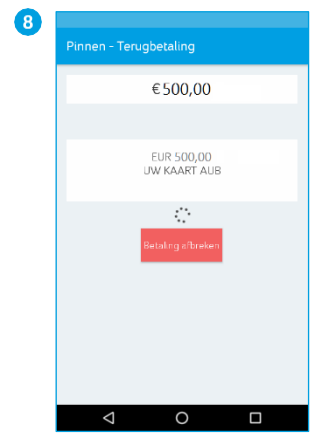 8
Pinnen - Terugbetaling
€500,00
EUR 500,00
UW KAART AUB
Betaling afbreken